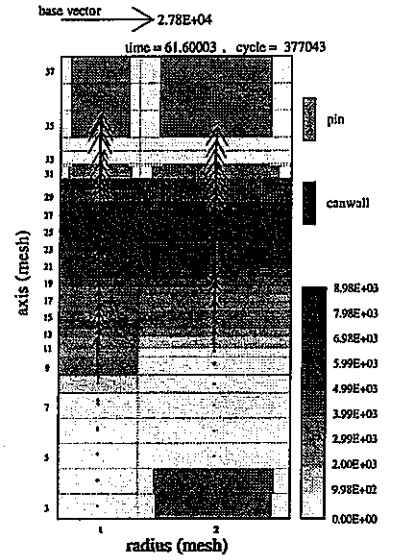 base vector
2.78E+04
time = 61.60003 , cycle = 377043
37
35
33
31
29
27
25
23
21
19
17
15
13
11
9
7
5
3
axis (mesh)
1
2
radius (mesh)
pin
canwall
8.98E+03
7.98E+03
6.98E+03
5.99E+03
4.99E+03
3.99E+03
2.99E+03
2.00E+03
9.98E+02
0.00E+00